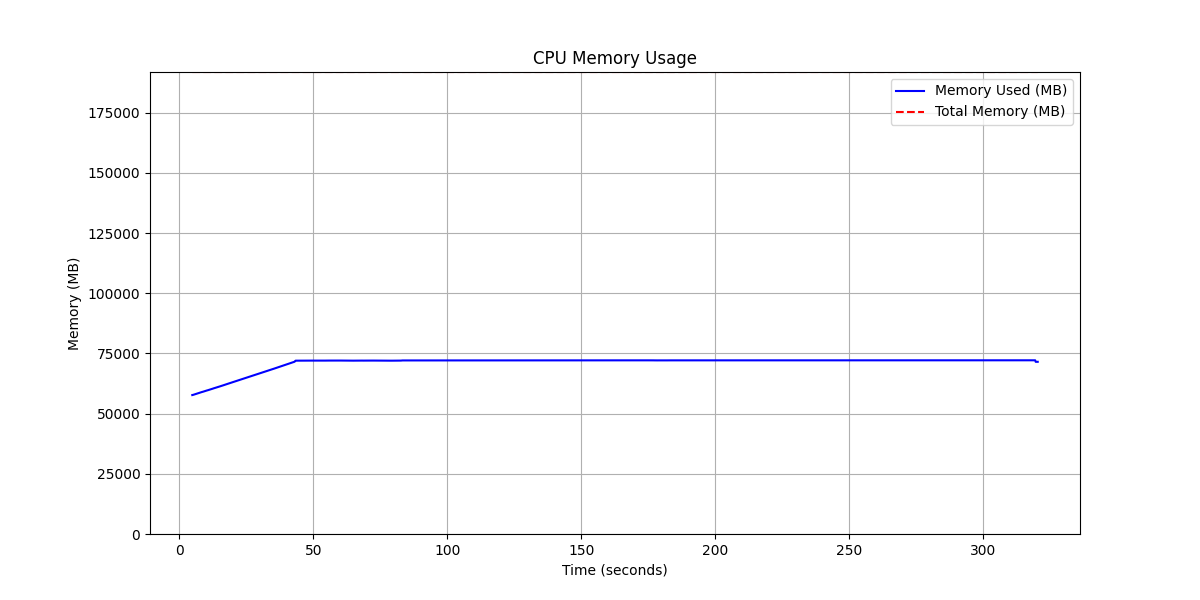 CPU Memory Usage
Memory Used (MB)
Total Memory (MB)
175000
150000
125000
100000
75000
50000
25000
0
Memory (MB)
0 50 100 150 200 250 300
Time (seconds)